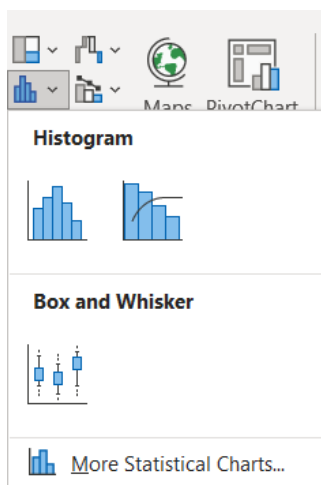 Maps PivotChart
Histogram
Box and Whisker
More Statistical Charts...